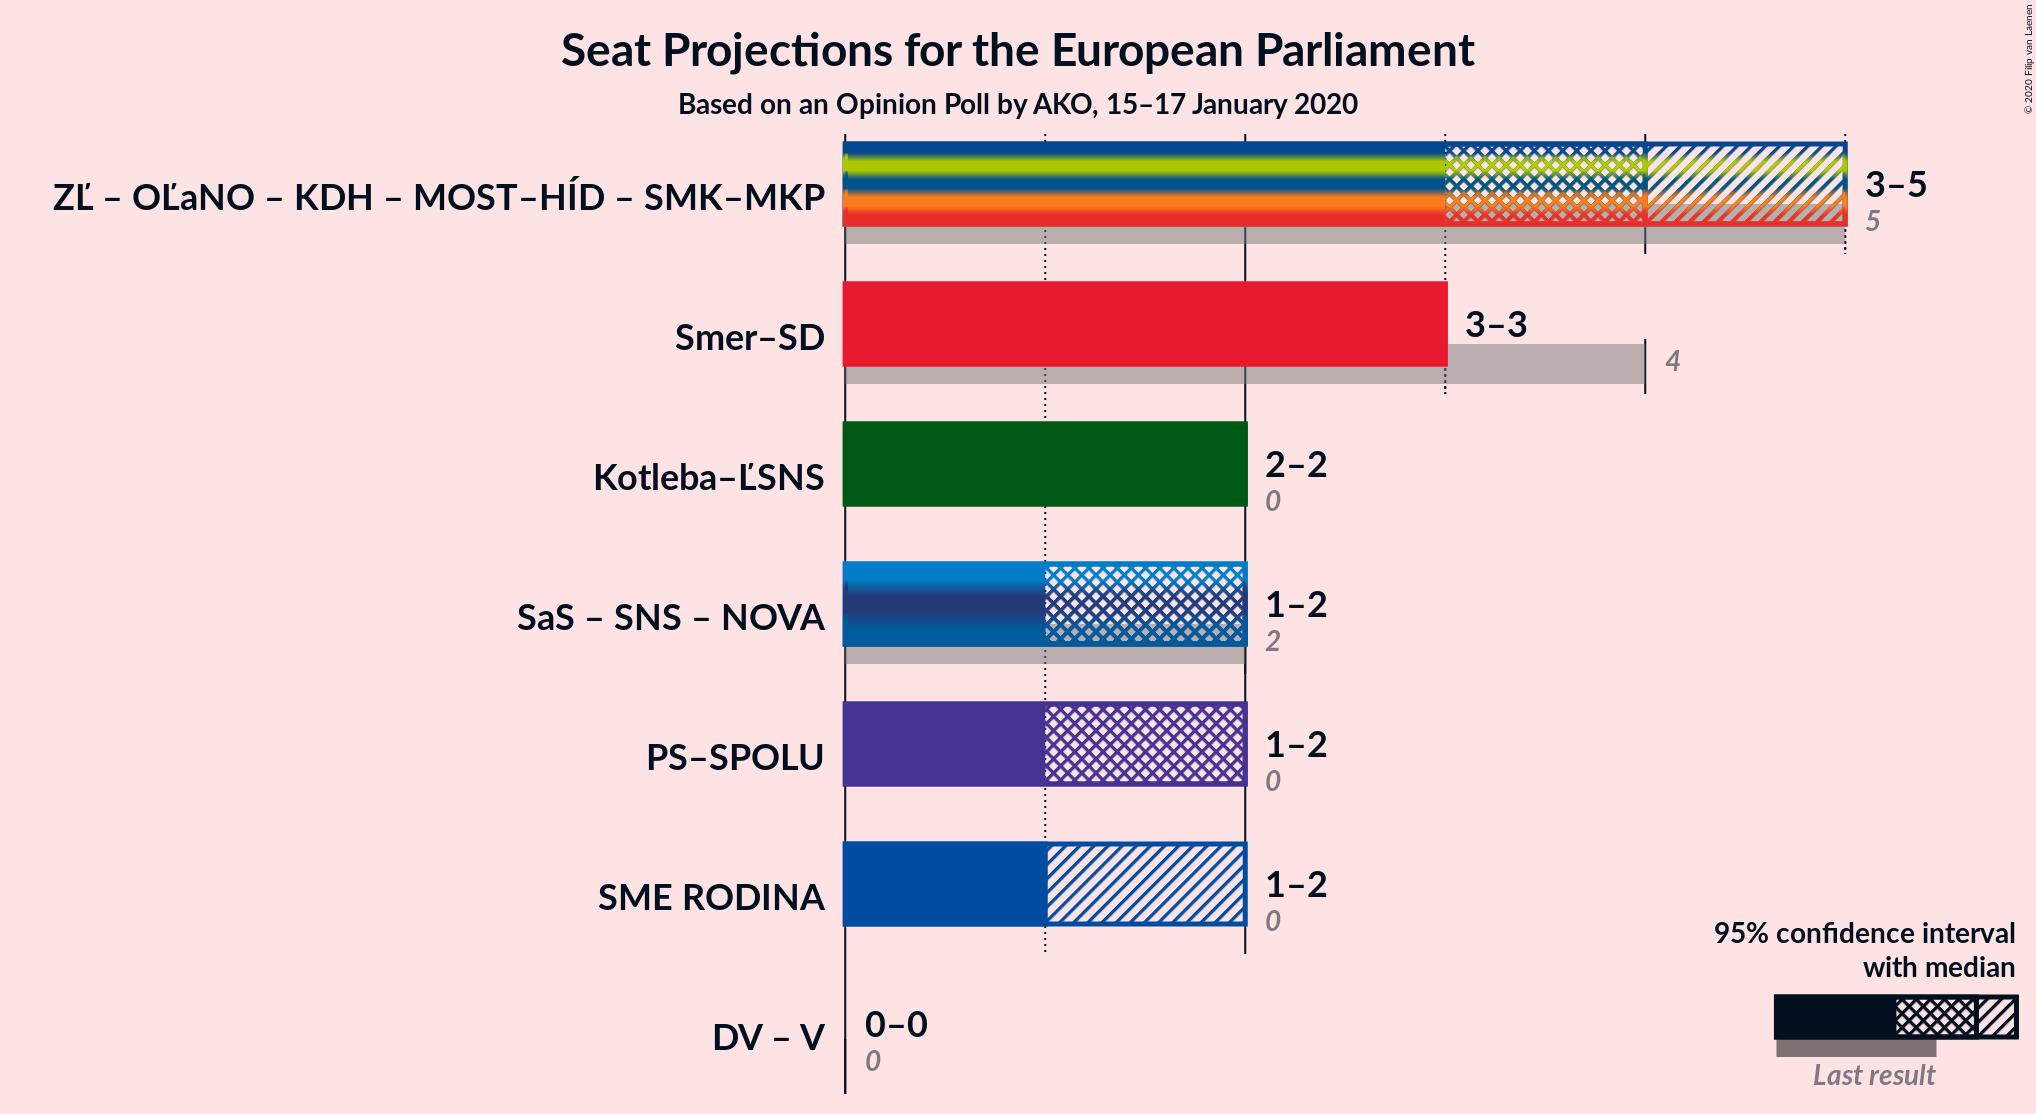 Seat Projections for the European Parliament
Based on an Opinion Poll by AKO, 15–17 January 2020
© 2020 Filip van Laenen
ZĽ – OĽaNO – KDH – MOST–HÍD – SMK–MKP
3–5
5
Smer–SD
3–3
4
Kotleba–ĽSNS
2–2
0
SaS – SNS – NOVA
1–2
2
PS–SPOLU
1–2
0
SME RODINA
1–2
0
DV – V
0–0
0
95% confidence interval
with median
Last result